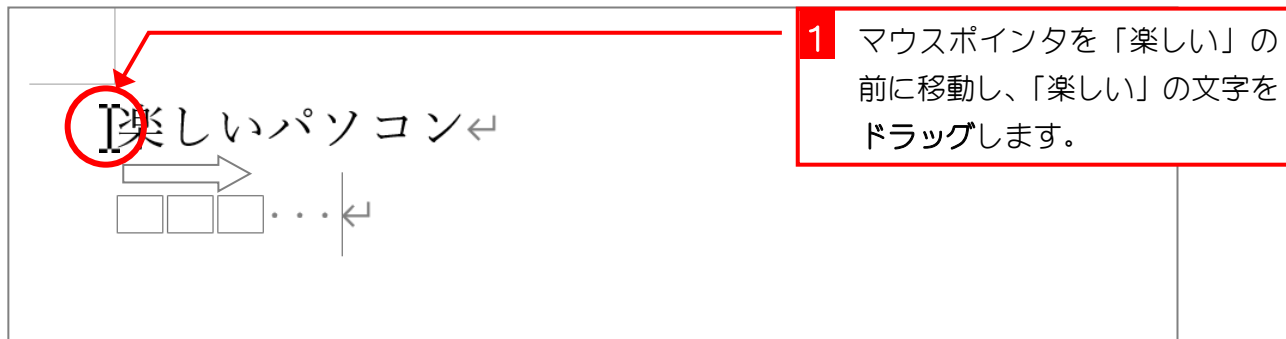 1
マウスポインタを「楽しい」の
前に移動し、「楽しい」の文字を
ドラッグします。
楽しいパソコン↵
□□□・・・↵